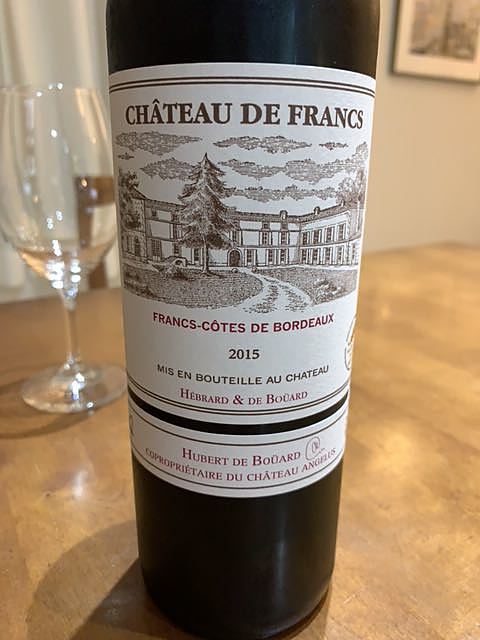 CHÂTEAU DE FRANCS
FRANCS-CÔTES DE BORDEAUX
2015
MIS EN BOUTEILLE AU CHATEAU
HÉBRARD & DE BOÜARD
HUBERT DE BOÜARD
COPROPRIÉTAIRE DU CHÂTEAU ANGELUS